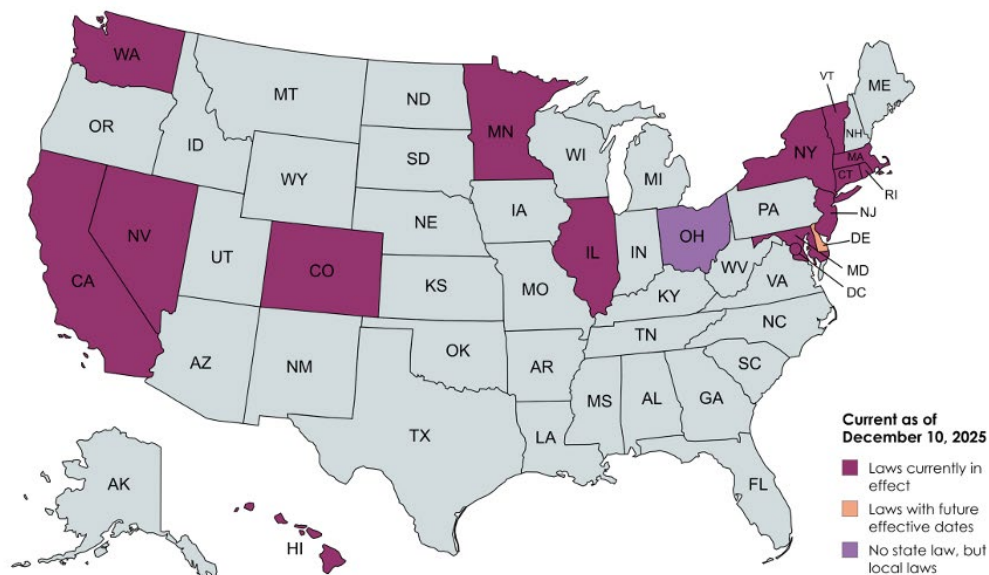 WA
MT
ND
MN
VT
ME
OR
ID
SD
WI
MI
NY
NH
MA
CT
RI
WY
IA
PA
NJ
NE
OH
DE
NV
UT
CO
IL
IN
WV
MD
CA
KS
MO
KY
VA
DC
AZ
NM
OK
AR
TN
NC
SC
MS
AL
GA
TX
LA
FL
AK
HI
Current as of
December 10, 2025
Laws currently in
effect
Laws with future
effective dates
No state law, but
local laws